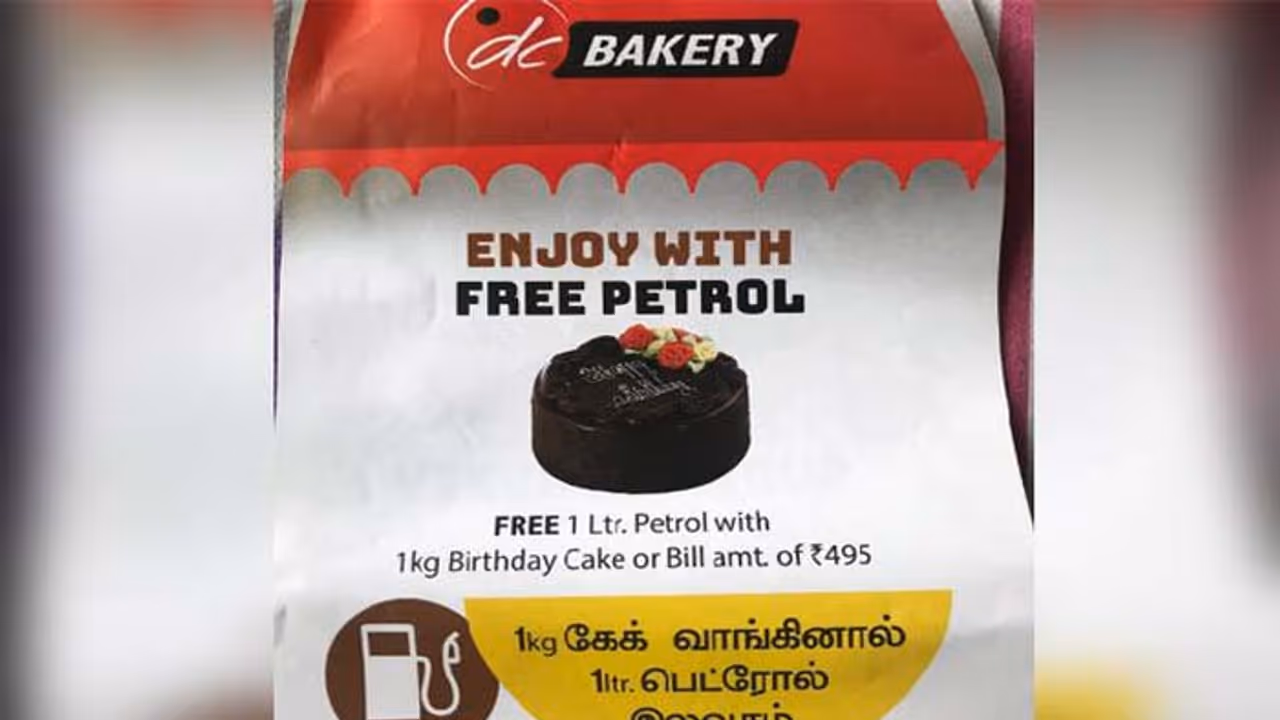 dc BAKERY
ENJOY WITH
FREE PETROL
FREE 1 Ltr. Petrol with
1kg Birthday Cake or Bill amt. of ₹495
1kg கேக் வாங்கினால்
1ltr. பெட்ரோல்